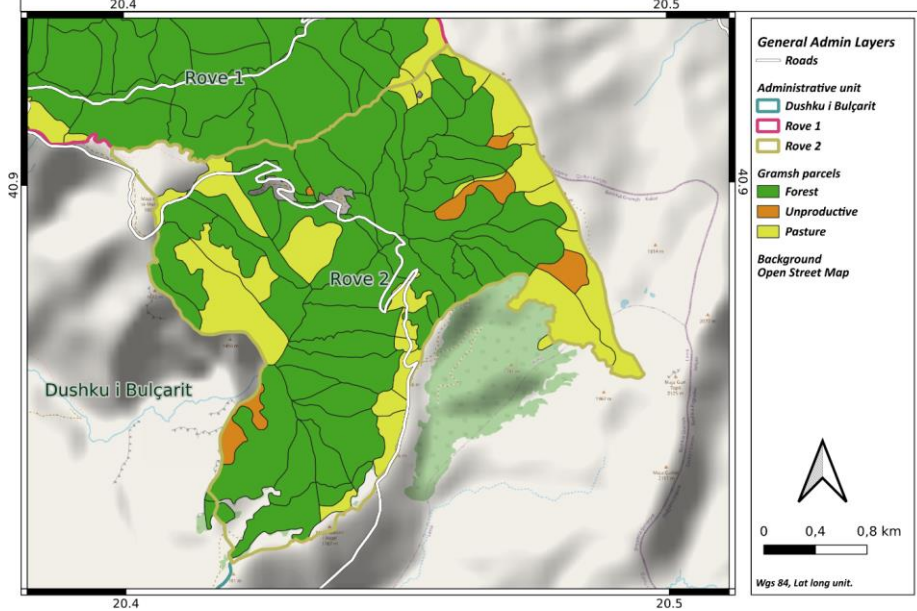 20.4 20.5
General Admin Layers
Roads
Administrative unit
Dushku i Bulçarit
Rove 1
Rove 2
Gramsh parcels
Forest
Unproductive
Pasture
Background
Open Street Map
Rove 1
40.9 40.9
Rove 2
Dushku i Bulçarit
0 0,4 0,8 km
Wgs 84, Lat long unit.
20.4 20.5